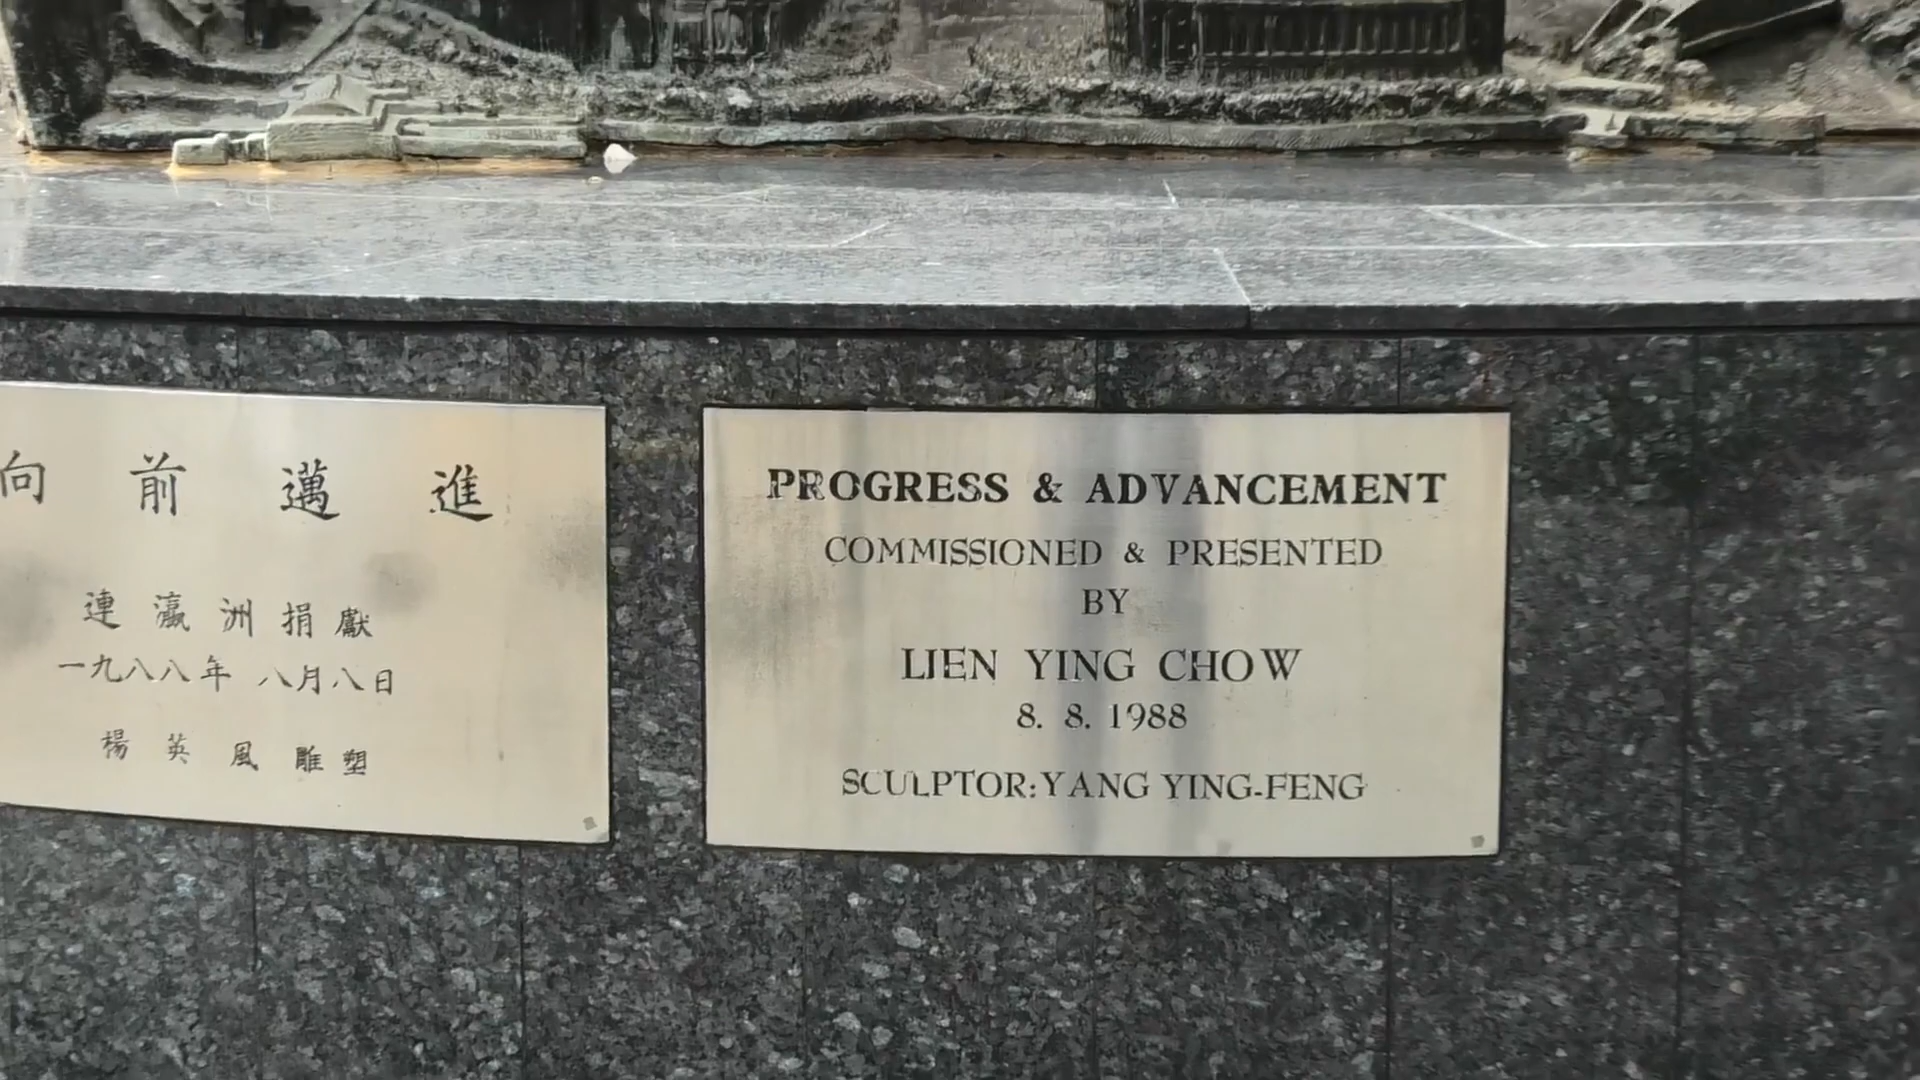 向前邁進
連瀛洲捐獻
一九八八年八月八日
楊英風雕塑
PROGRESS & ADVANCEMENT
COMMISSIONED & PRESENTED
BY
LIEN YING CHOW
8. 8. 1988
SCULPTOR: YANG YING-FENG